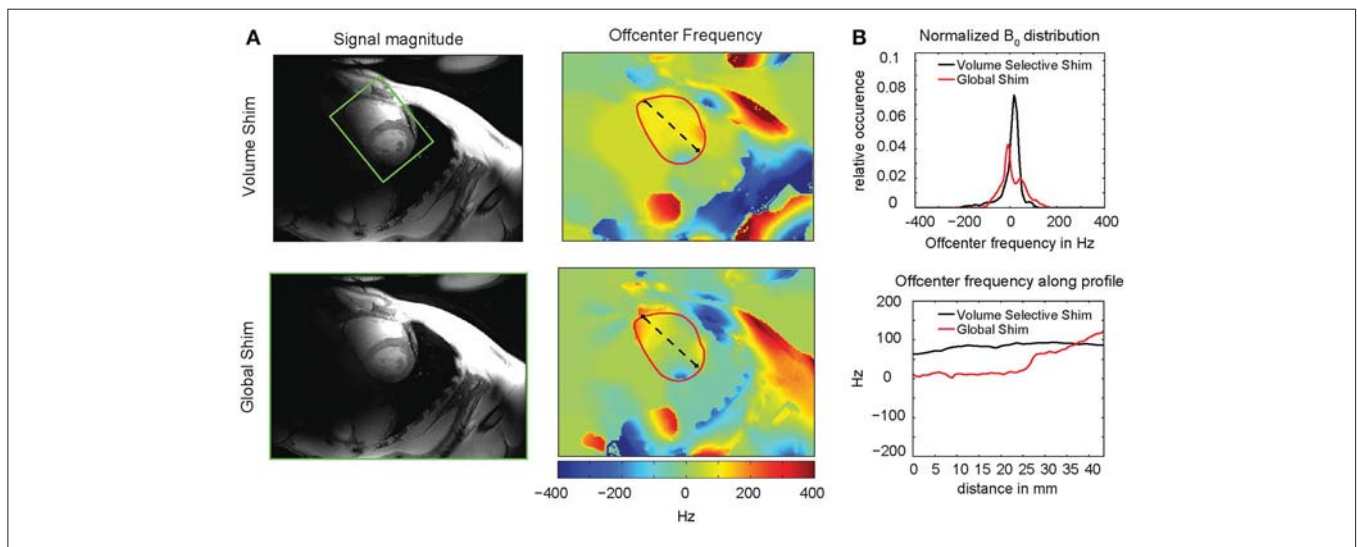 A
Signal magnitude
Offcenter Frequency
Volume Shim
Global Shim
−400 −200 0 200 400
Hz
B
Normalized B₀ distribution
Volume Selective Shim
Global Shim
0.1
0.08
0.06
0.04
0.02
0
relative occurence
-400 -200 0 200 400
Offcenter frequency in Hz
Offcenter frequency along profile
Volume Selective Shim
Global Shim
200
100
0
−100
−200
Hz
0 5 10 15 20 25 30 35 40
distance in mm